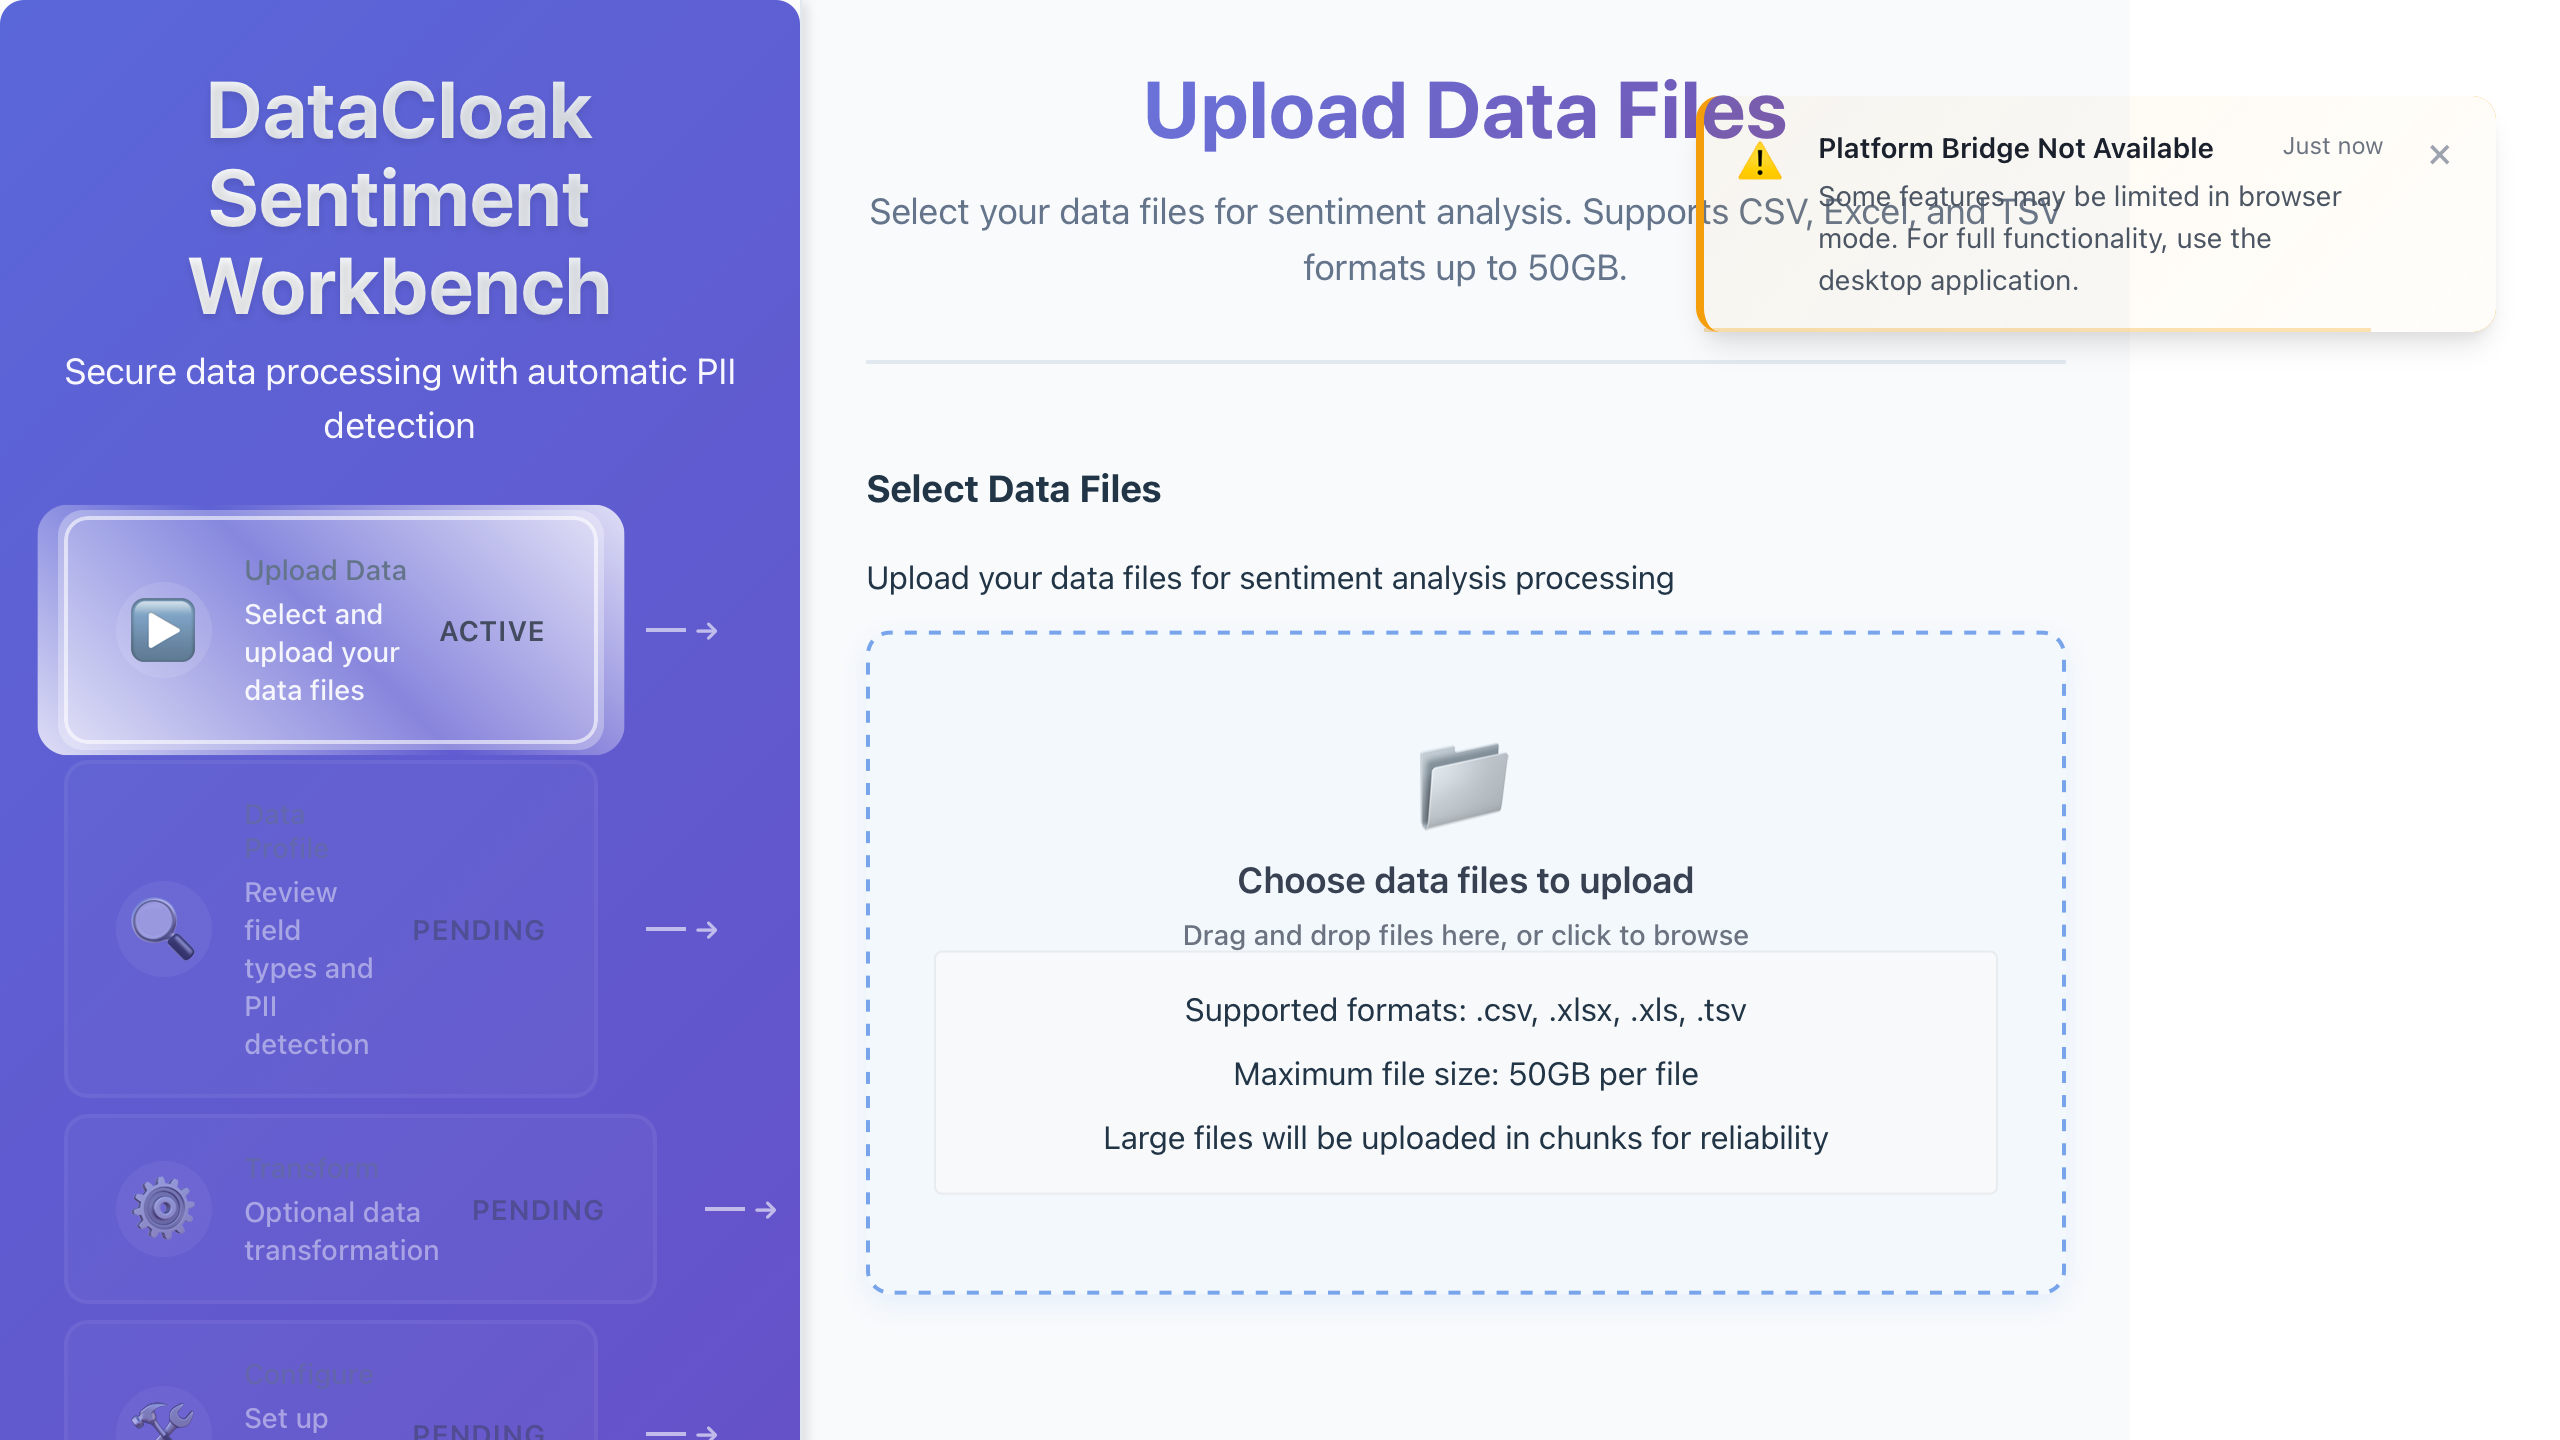 DataCloak
Sentiment
Workbench
Secure data processing with automatic PII
detection
Upload Data
Select and
upload your
data files
ACTIVE
Data
Profile
Review
field
types and
PII
detection
PENDING
Transform
Optional data
transformation
PENDING
Configure
Set up
PENDING
Upload Data Files
Select your data files for sentiment analysis. Supports CSV, Excel, and TSV
formats up to 50GB.
Platform Bridge Not Available
Just now
Some features may be limited in browser
mode. For full functionality, use the
desktop application.
Select Data Files
Upload your data files for sentiment analysis processing
Choose data files to upload
Drag and drop files here, or click to browse
Supported formats: .csv, .xlsx, .xls, .tsv
Maximum file size: 50GB per file
Large files will be uploaded in chunks for reliability